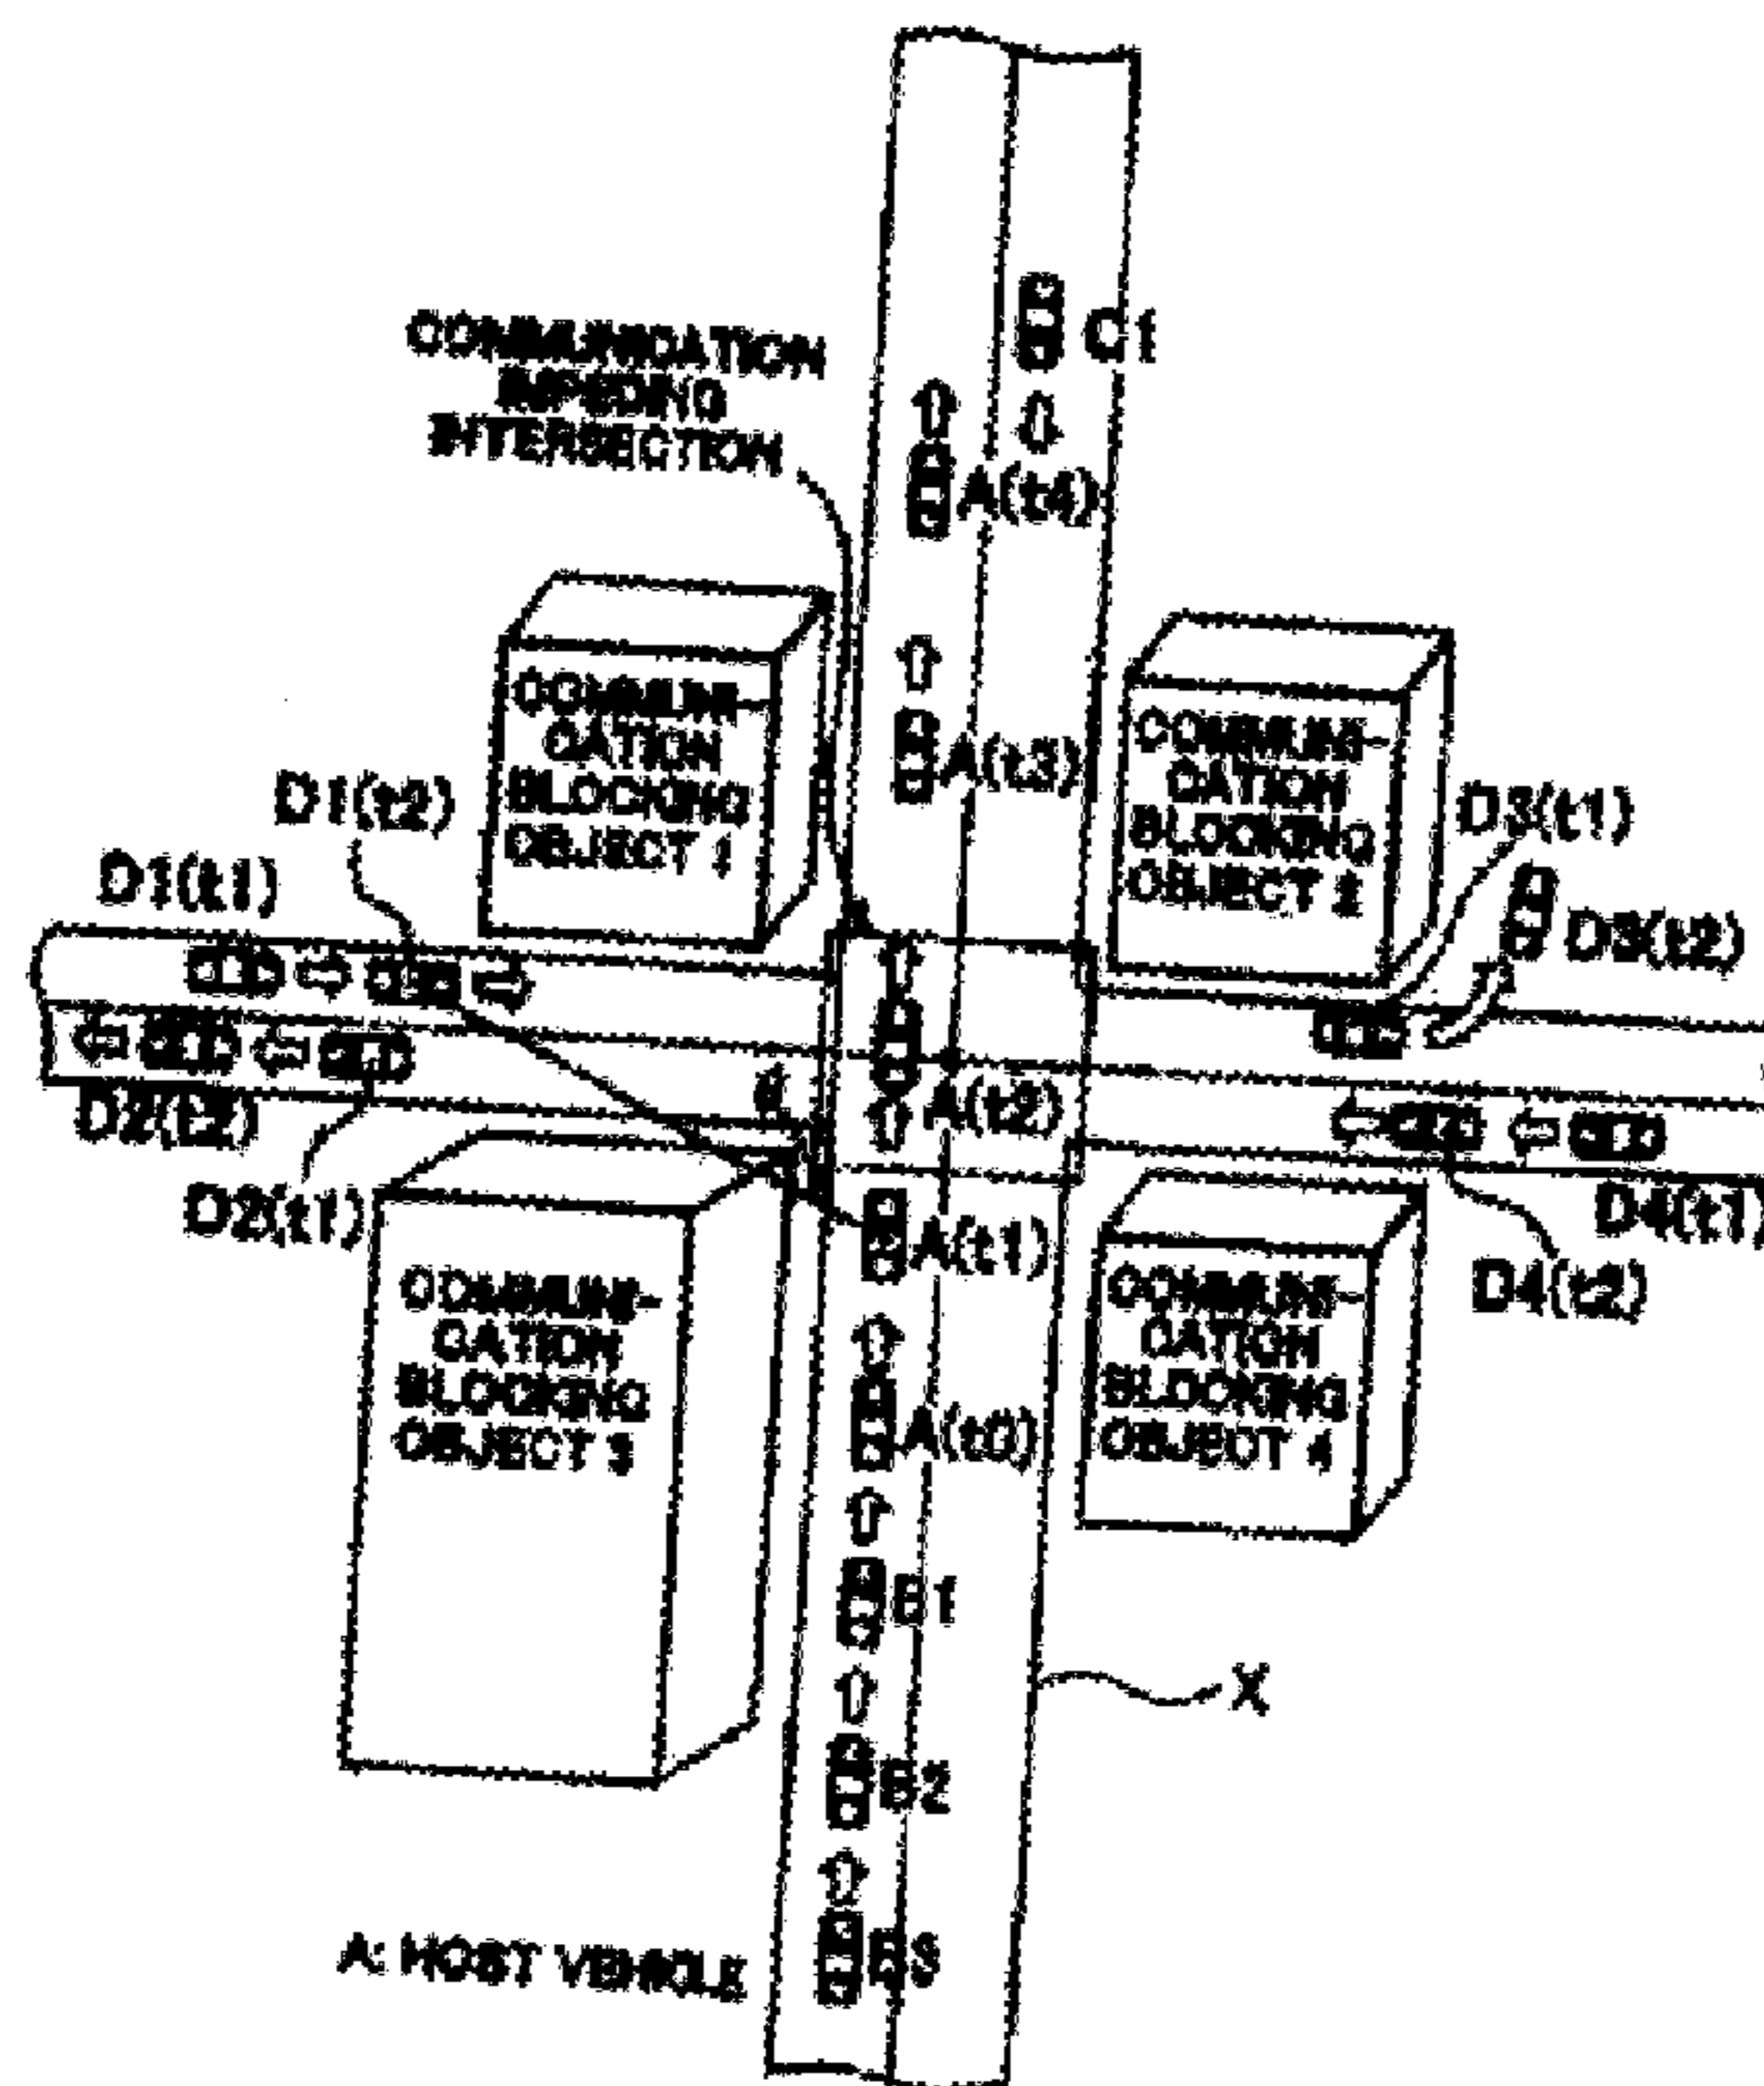 COMMUNICATION
IMPEDING
INTERSECTION
C1
A(t4)
COMMUNI-
CATION
BLOCKING
OBJECT 1
A(t3)
COMMUNI-
CATION
BLOCKING
OBJECT 2
D1(t2)
D3(t1)
D1(t1)
D3(t2)
A(t2)
D2(t2)
D2(t1)
A(t1)
D4(t1)
D4(t2)
COMMUNI-
CATION
BLOCKING
OBJECT 3
COMMUNI-
CATION
BLOCKING
OBJECT 4
A(t0)
B1
X
B2
A: HOST VEHICLE
B3